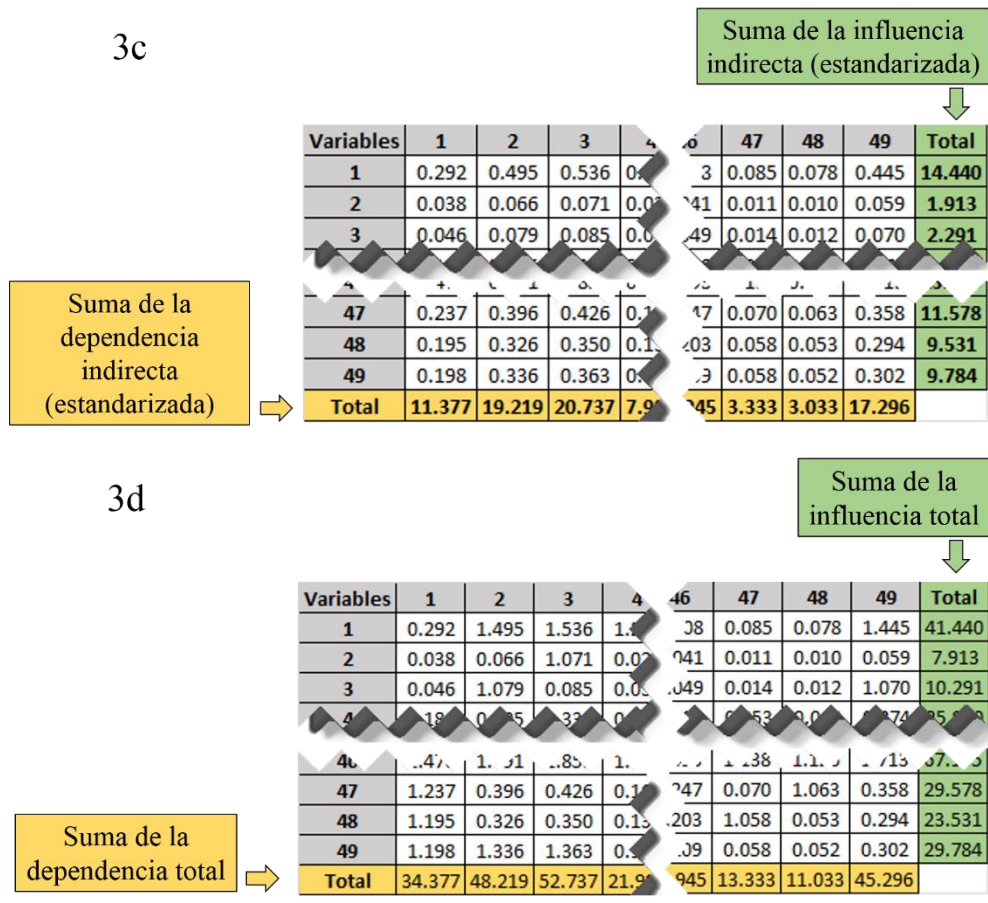 3c
Suma de la influencia
indirecta (estandarizada)
Variables 1 2 3 47 48 49 Total
1 0.292 0.495 0.536 0.085 0.078 0.445 14.440
2 0.038 0.066 0.071 0.011 0.010 0.059 1.913
3 0.046 0.079 0.085 0.014 0.012 0.070 2.291
47 0.237 0.396 0.426 0.070 0.063 0.358 11.578
48 0.195 0.326 0.350 0.058 0.053 0.294 9.531
49 0.198 0.336 0.363 0.058 0.052 0.302 9.784
Total 11.377 19.219 20.737 3.333 3.033 17.296
Suma de la
dependencia
indirecta
(estandarizada)
3d
Suma de la
influencia total
Variables 1 2 3 4 46 47 48 49 Total
1 0.292 1.495 1.536 0.085 0.078 1.445 41.440
2 0.038 0.066 1.071 0.011 0.010 0.059 7.913
3 0.046 1.079 0.085 0.014 0.012 1.070 10.291
47 1.237 0.396 0.426 0.070 1.063 0.358 29.578
48 1.195 0.326 0.350 1.058 0.053 0.294 23.531
49 1.198 1.336 1.363 0.058 0.052 0.302 29.784
Total 34.377 48.219 52.737 13.333 11.033 45.296
Suma de la
dependencia total